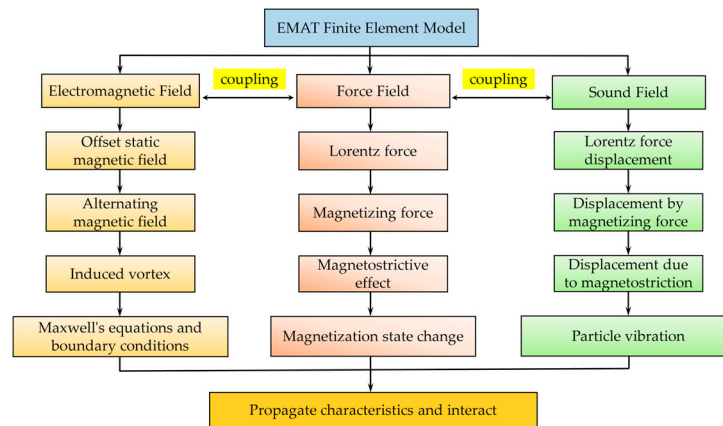 EMAT Finite Element Model
coupling
coupling
Electromagnetic Field
Force Field
Sound Field
Offset static
magnetic field
Lorentz force
Lorentz force
displacement
Alternating
magnetic field
Magnetizing force
Displacement by
magnetizing force
Induced vortex
Magnetostrictive
effect
Displacement due
to magnetostriction
Maxwell's equations and
boundary conditions
Magnetization state change
Particle vibration
Propagate characteristics and interact